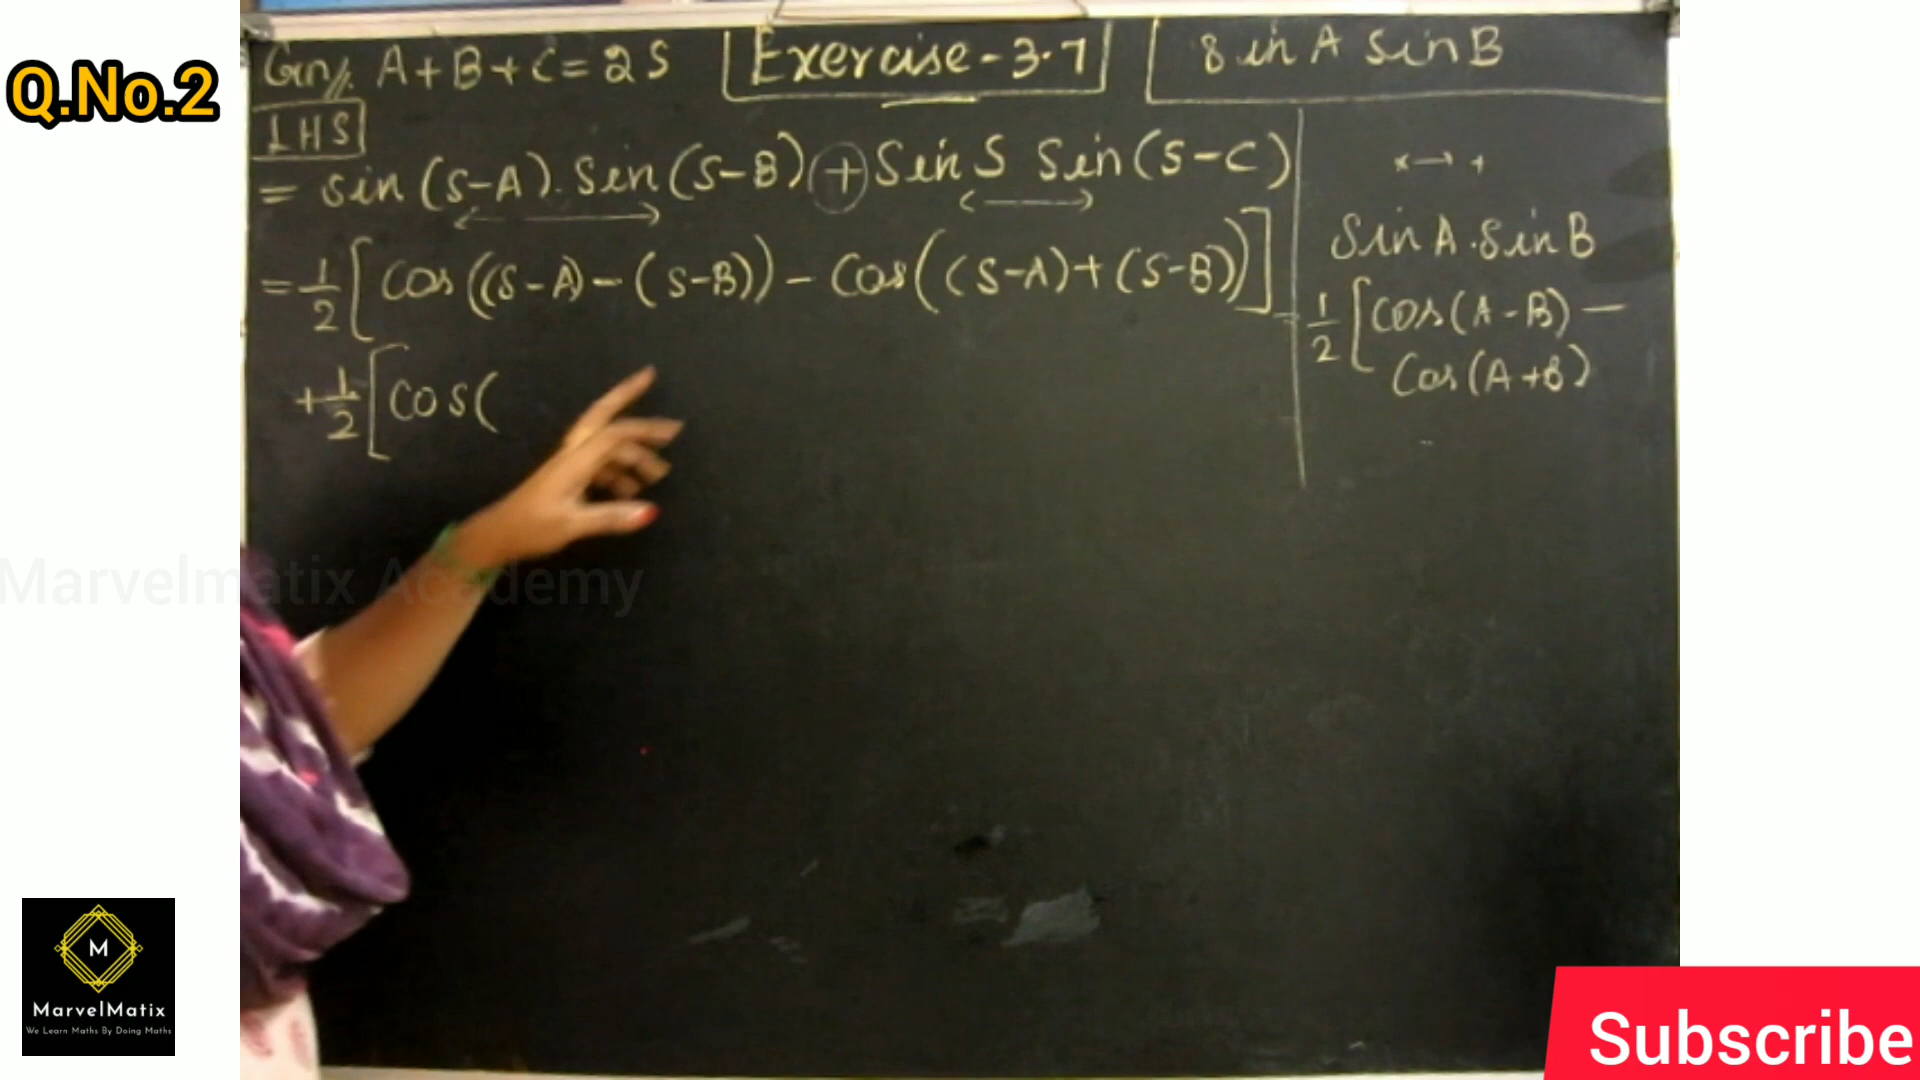 Q.No.2
Gn//. A+B+C=2S
Exercise-3.7
Sin A Sin B
LHS
= Sin (S-A). Sin (S-B) + Sin S Sin (S-C)
= 1/2 [ Cos ((S-A) - (S-B)) - Cos ((S-A) + (S-B)) ]
+ 1/2 [ Cos (
× → +
Sin A . Sin B
= 1/2 [ Cos (A-B) -
Cos (A+B)
Marvelmatix Academy
M
MarvelMatix
We Learn Maths By Doing Maths
Subscribe